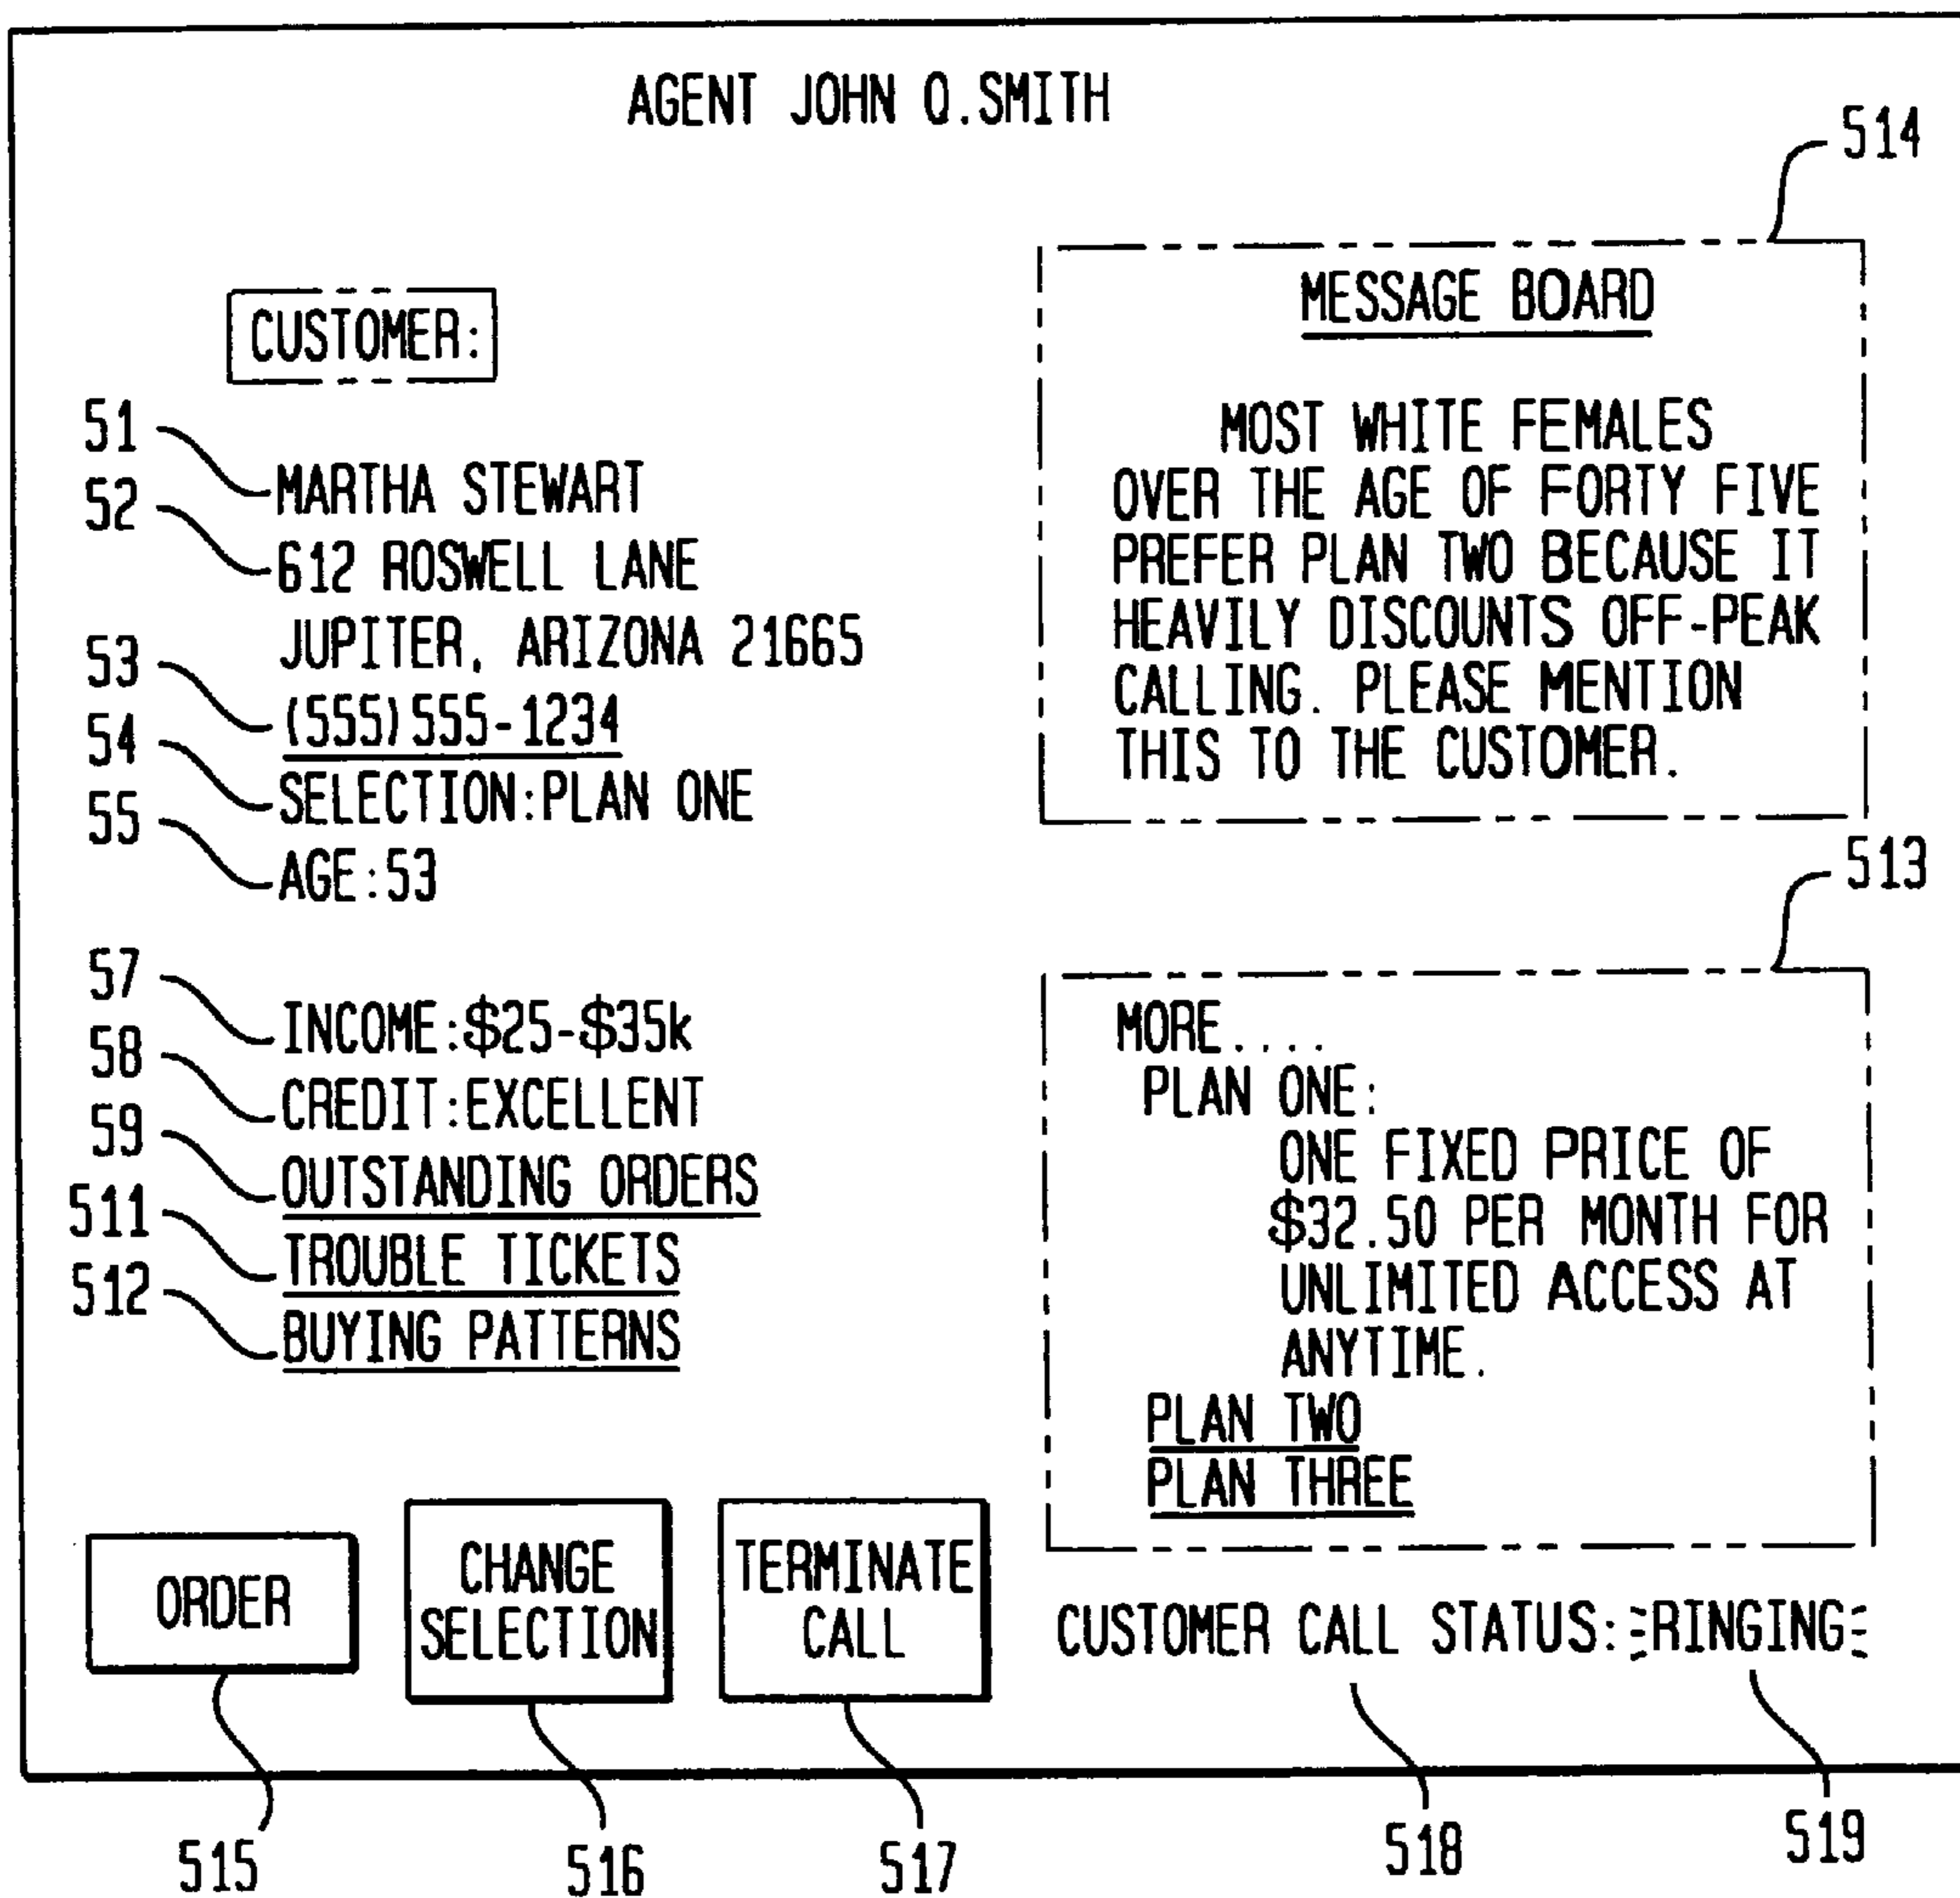 AGENT JOHN Q.SMITH
514
MESSAGE BOARD
MOST WHITE FEMALES
OVER THE AGE OF FORTY FIVE
PREFER PLAN TWO BECAUSE IT
HEAVILY DISCOUNTS OFF-PEAK
CALLING. PLEASE MENTION
THIS TO THE CUSTOMER.
CUSTOMER:
51
MARTHA STEWART
52
612 ROSWELL LANE
JUPITER, ARIZONA 21665
53
(555)555-1234
54
SELECTION:PLAN ONE
55
AGE:53
57
INCOME:$25-$35k
58
CREDIT:EXCELLENT
59
OUTSTANDING ORDERS
511
TROUBLE TICKETS
512
BUYING PATTERNS
513
MORE....
PLAN ONE:
ONE FIXED PRICE OF
$32.50 PER MONTH FOR
UNLIMITED ACCESS AT
ANYTIME.
PLAN TWO
PLAN THREE
ORDER
CHANGE
SELECTION
TERMINATE
CALL
CUSTOMER CALL STATUS: RINGING
515
516
517
518
519